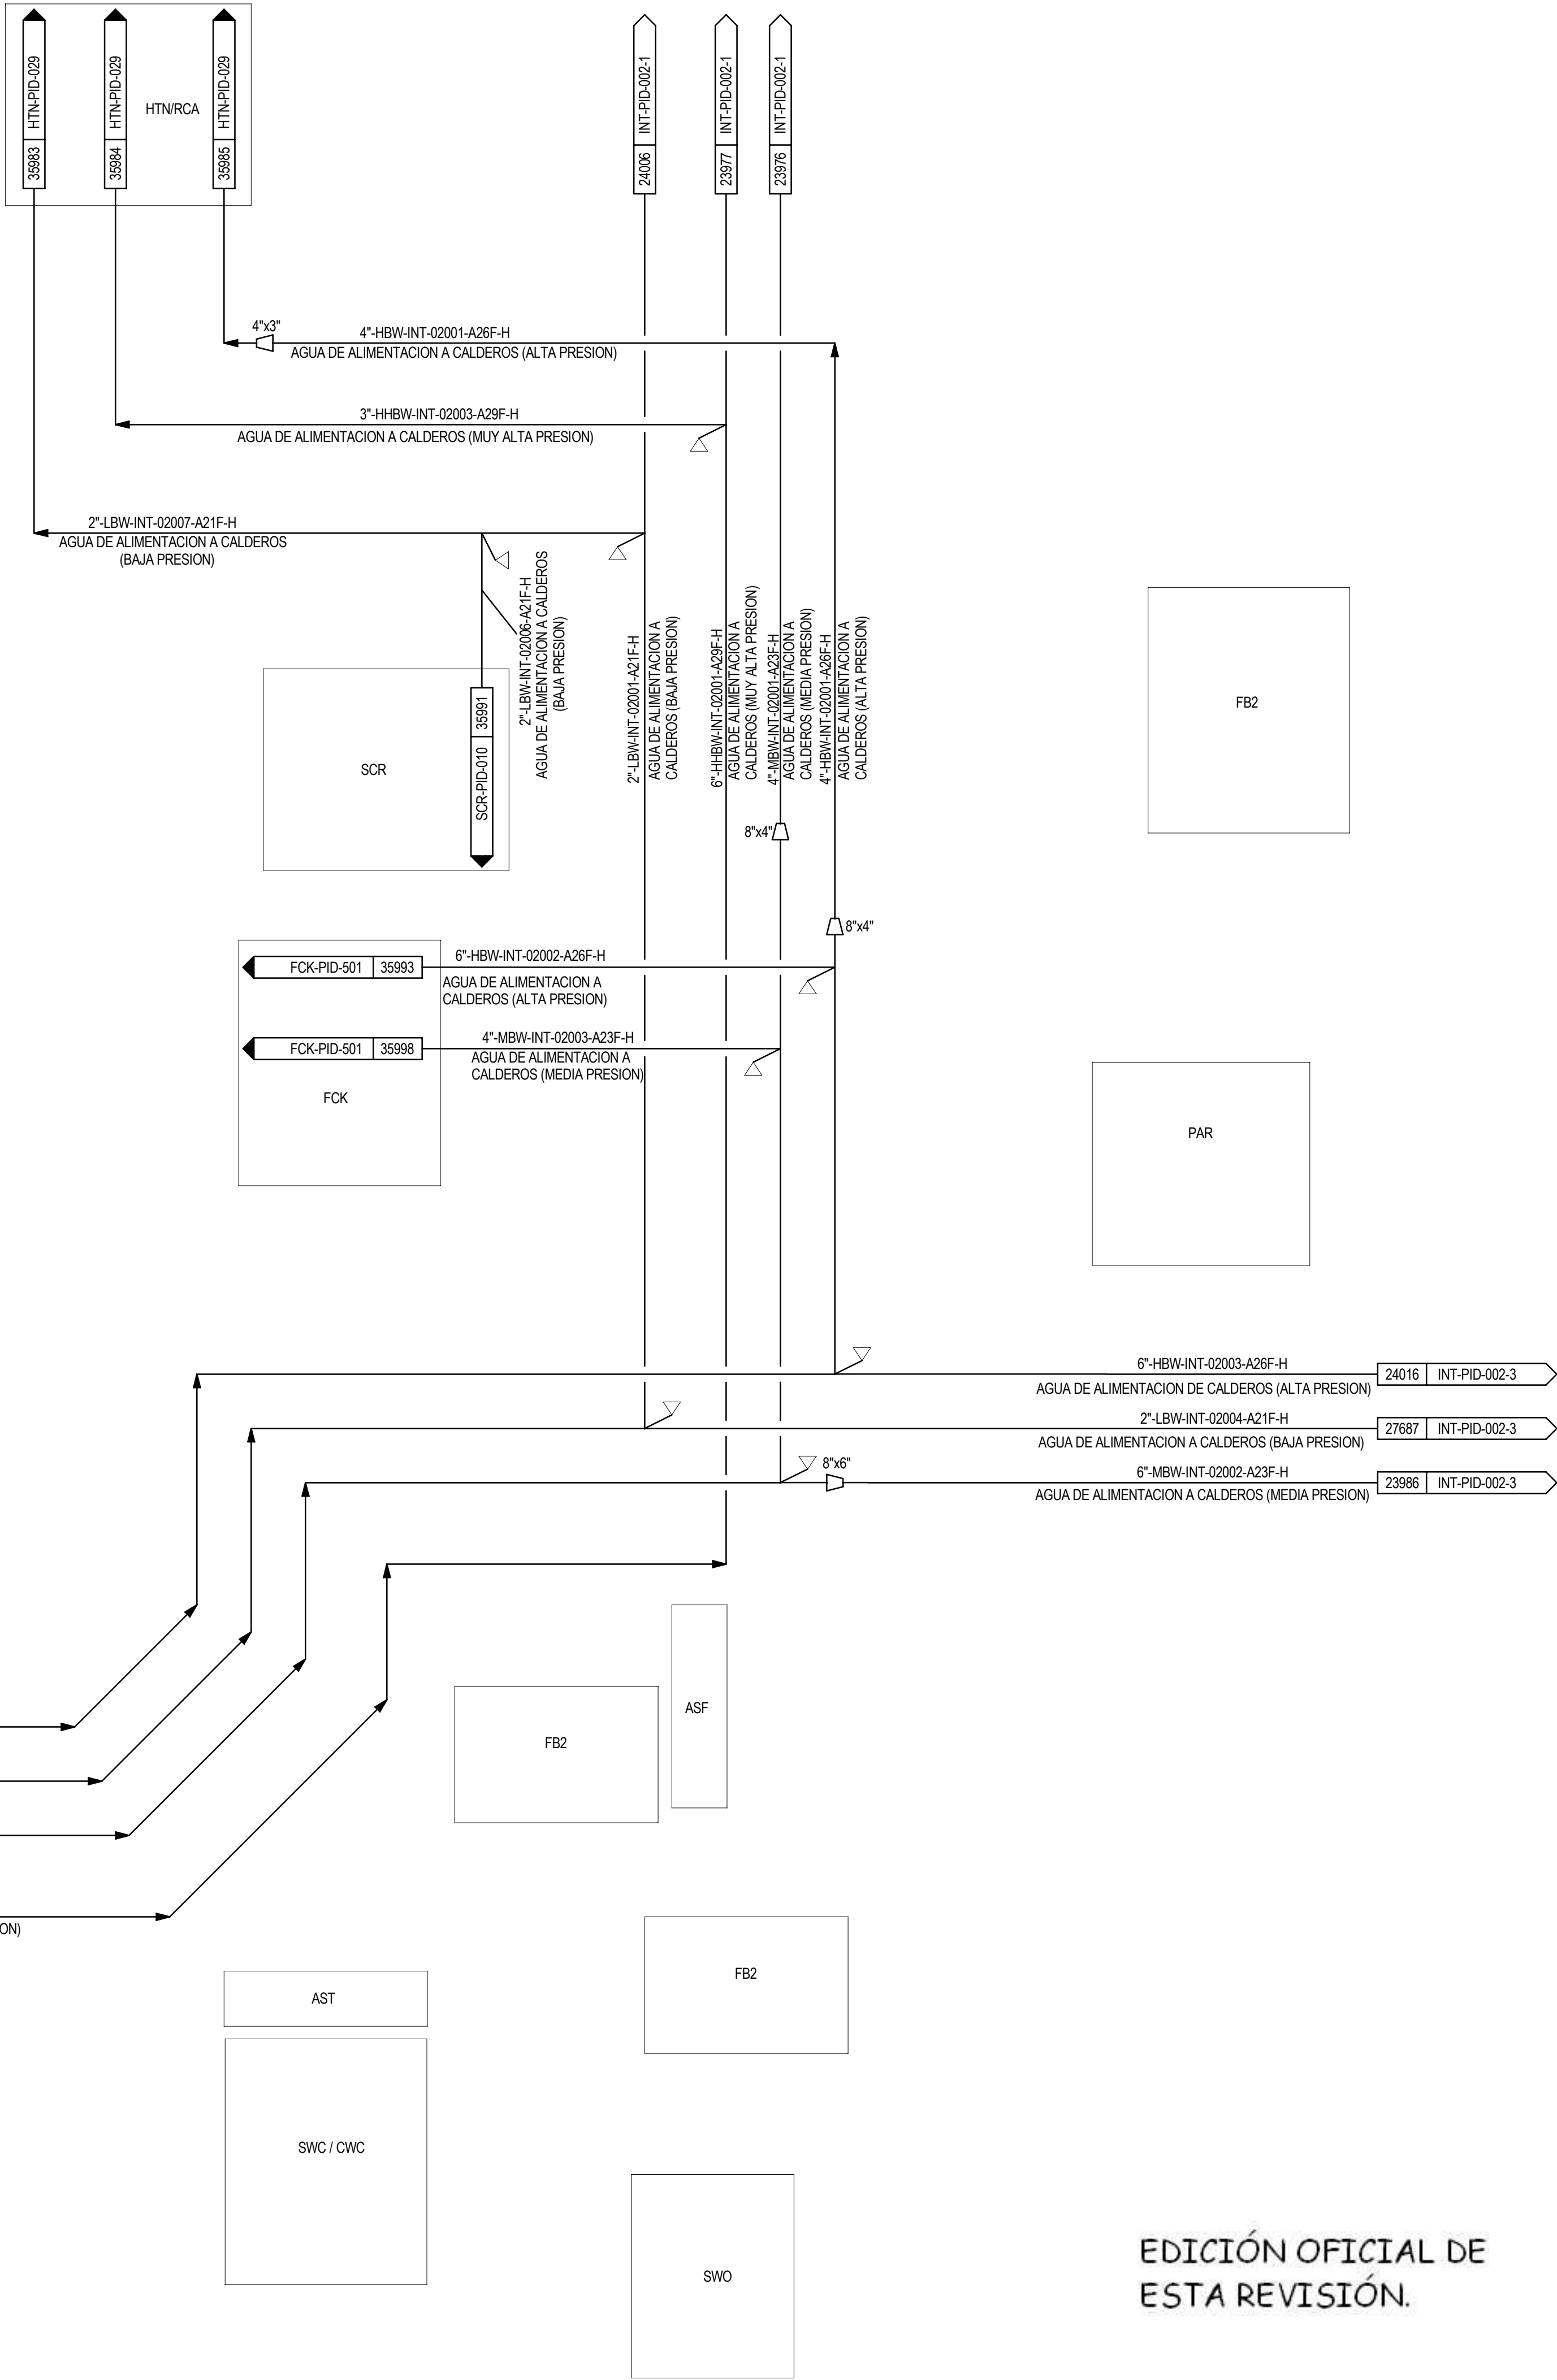 HTN-PID-029
35983
HTN-PID-029
35984
HTN/RCA
HTN-PID-029
35985
INT-PID-002-1
24006
INT-PID-002-1
23977
INT-PID-002-1
23976
4"x3"
4"-HBW-INT-02001-A26F-H
AGUA DE ALIMENTACION A CALDEROS (ALTA PRESION)
3"-HHBW-INT-02003-A29F-H
AGUA DE ALIMENTACION A CALDEROS (MUY ALTA PRESION)
2"-LBW-INT-02007-A21F-H
AGUA DE ALIMENTACION A CALDEROS
(BAJA PRESION)
2"-LBW-INT-02006-A21F-H
AGUA DE ALIMENTACION A CALDEROS
(BAJA PRESION)
2"-LBW-INT-02001-A21F-H
AGUA DE ALIMENTACION A
CALDEROS (BAJA PRESION)
6"-HHBW-INT-02001-A29F-H
AGUA DE ALIMENTACION A
CALDEROS (MUY ALTA PRESION)
4"-MBW-INT-02001-A23F-H
AGUA DE ALIMENTACION A
CALDEROS (MEDIA PRESION)
4"-HBW-INT-02001-A26F-H
AGUA DE ALIMENTACION A
CALDEROS (ALTA PRESION)
FB2
SCR
35991
SCR-PID-010
8"x4"
8"x4"
FCK-PID-501
35993
6"-HBW-INT-02002-A26F-H
AGUA DE ALIMENTACION A
CALDEROS (ALTA PRESION)
FCK-PID-501
35998
4"-MBW-INT-02003-A23F-H
AGUA DE ALIMENTACION A
CALDEROS (MEDIA PRESION)
FCK
PAR
6"-HBW-INT-02003-A26F-H
AGUA DE ALIMENTACION DE CALDEROS (ALTA PRESION)
24016
INT-PID-002-3
2"-LBW-INT-02004-A21F-H
AGUA DE ALIMENTACION A CALDEROS (BAJA PRESION)
27687
INT-PID-002-3
8"x6"
6"-MBW-INT-02002-A23F-H
AGUA DE ALIMENTACION A CALDEROS (MEDIA PRESION)
23986
INT-PID-002-3
ASF
FB2
ON)
FB2
AST
SWC / CWC
SWO
EDICIÓN OFICIAL DE
ESTA REVISIÓN.